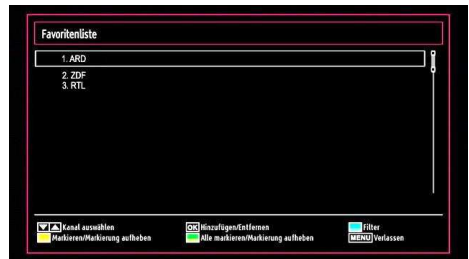 Favoritenliste
1. ARD
2. ZDF
3. RTL
Kanal auswählen
OK Hinzufügen/Entfernen
Filter
Markieren/Markierung aufheben
Alle markieren/Markierung aufheben
MENU Verlassen